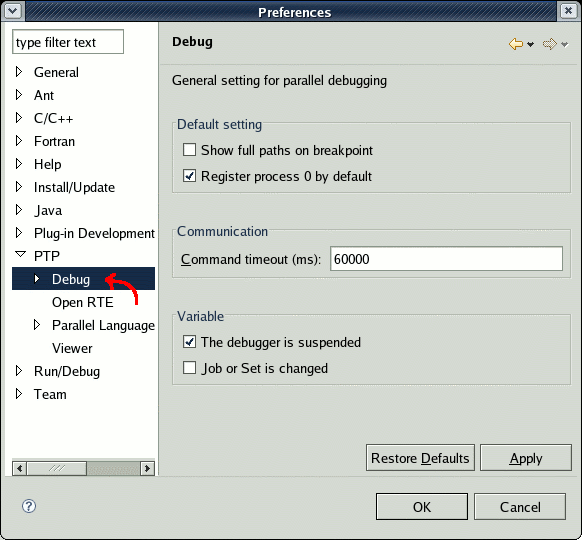 Preferences
type filter text
General
Ant
C/C++
Fortran
Help
Install/Update
Java
Plug-in Development
PTP
Debug
Open RTE
Parallel Language
Viewer
Run/Debug
Team
Debug
General setting for parallel debugging
Default setting
Show full paths on breakpoint
Register process 0 by default
Communication
Command timeout (ms): 60000
Variable
The debugger is suspended
Job or Set is changed
Restore Defaults Apply
? OK Cancel